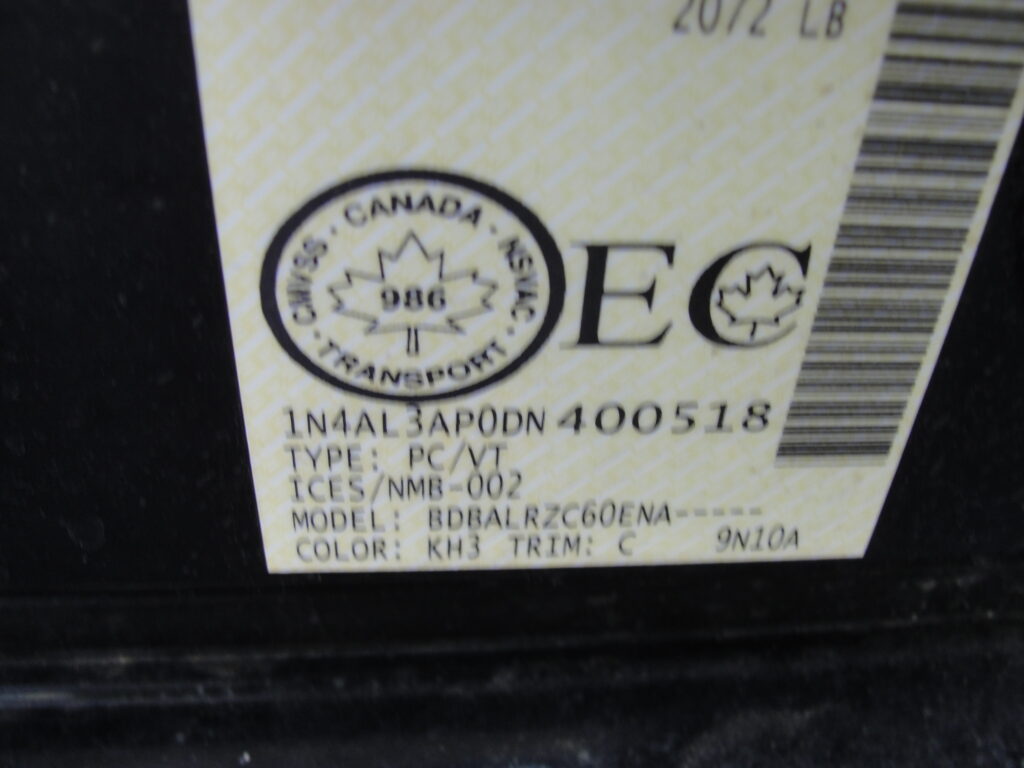 2072 LB
CANADA · NSVAC · TRANSPORT · CMVSS ·
986
EC
1N4AL3AP0DN400518
TYPE: PC/VT
ICES/NMB-002
MODEL: BDBALRZC60ENA-----
COLOR: KH3 TRIM: C 9N10A